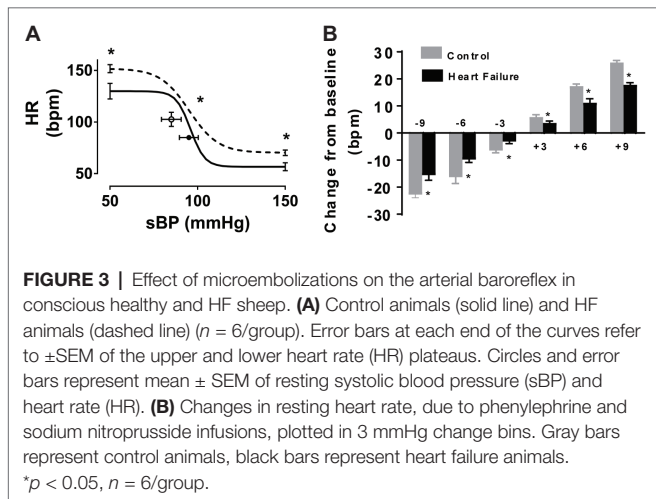 A
*
*
*
150
100
50
HR
(bpm)
50
100
150
sBP (mmHg)
B
Change from baseline
(bpm)
30
20
10
0
-10
-20
-30
Control
Heart Failure
-9
-6
-3
+3
+6
+9
*
*
*
*
*
*
FIGURE 3 | Effect of microembolizations on the arterial baroreflex in
conscious healthy and HF sheep. (A) Control animals (solid line) and HF
animals (dashed line) (n = 6/group). Error bars at each end of the curves refer
to ±SEM of the upper and lower heart rate (HR) plateaus. Circles and error
bars represent mean ± SEM of resting systolic blood pressure (sBP) and
heart rate (HR). (B) Changes in resting heart rate, due to phenylephrine and
sodium nitroprusside infusions, plotted in 3 mmHg change bins. Gray bars
represent control animals, black bars represent heart failure animals.
*p < 0.05, n = 6/group.